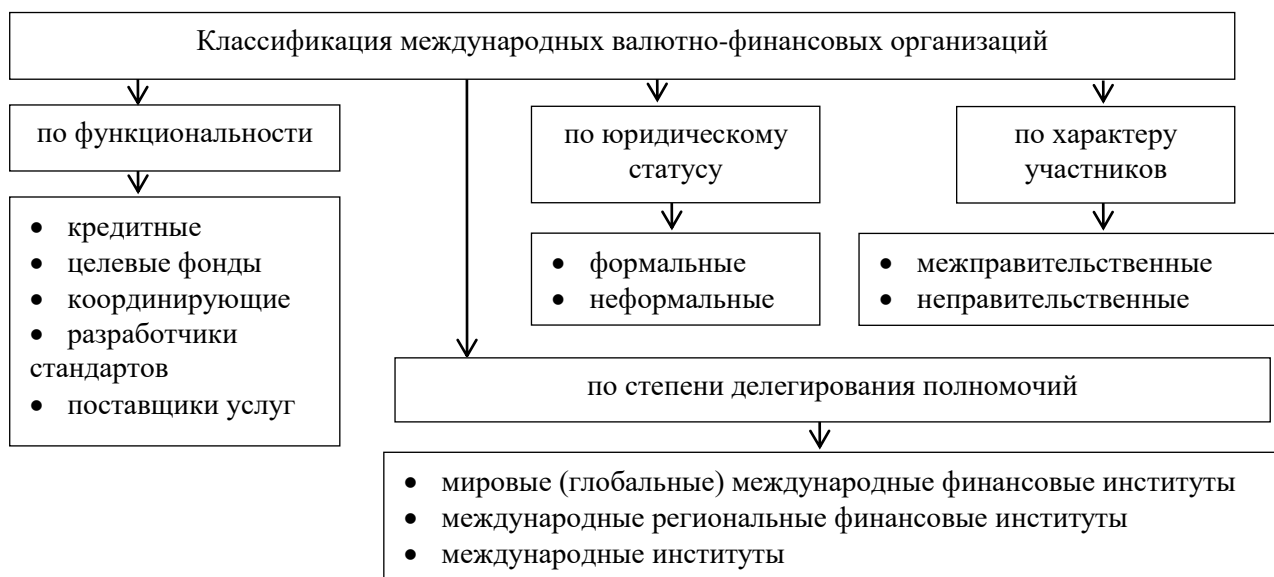 Классификация международных валютно-финансовых организаций
по функциональности
по юридическому
статусу
по характеру
участников
• кредитные
• целевые фонды
• координирующие
• разработчики
стандартов
• поставщики услуг
• формальные
• неформальные
• межправительственные
• неправительственные
по степени делегирования полномочий
• мировые (глобальные) международные финансовые институты
• международные региональные финансовые институты
• международные институты